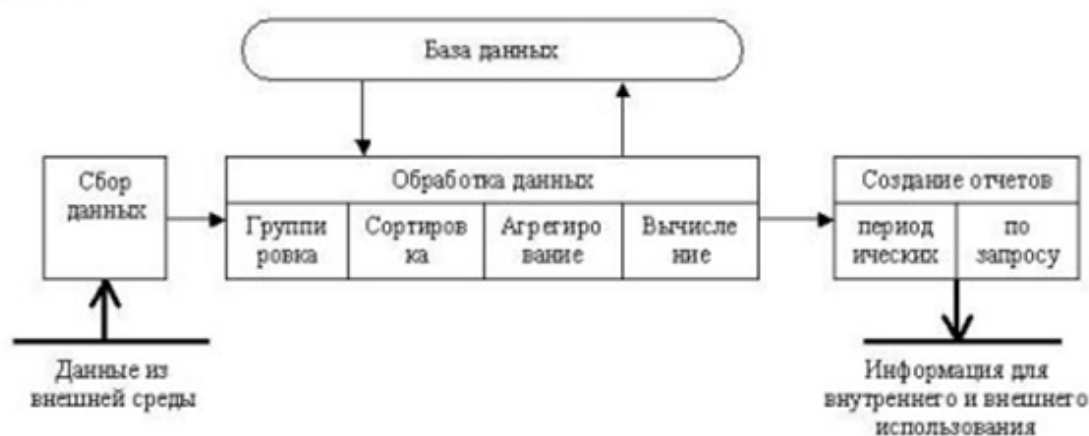 База данных
Сбор
данных
Обработка данных
Группи
ровка
Сортиров
ка
Агрегиро
вание
Вычисле
ние
Создание отчетов
период
ических
по
запросу
Данные из
внешней среды
Информация для
внутреннего и внешнего
использования